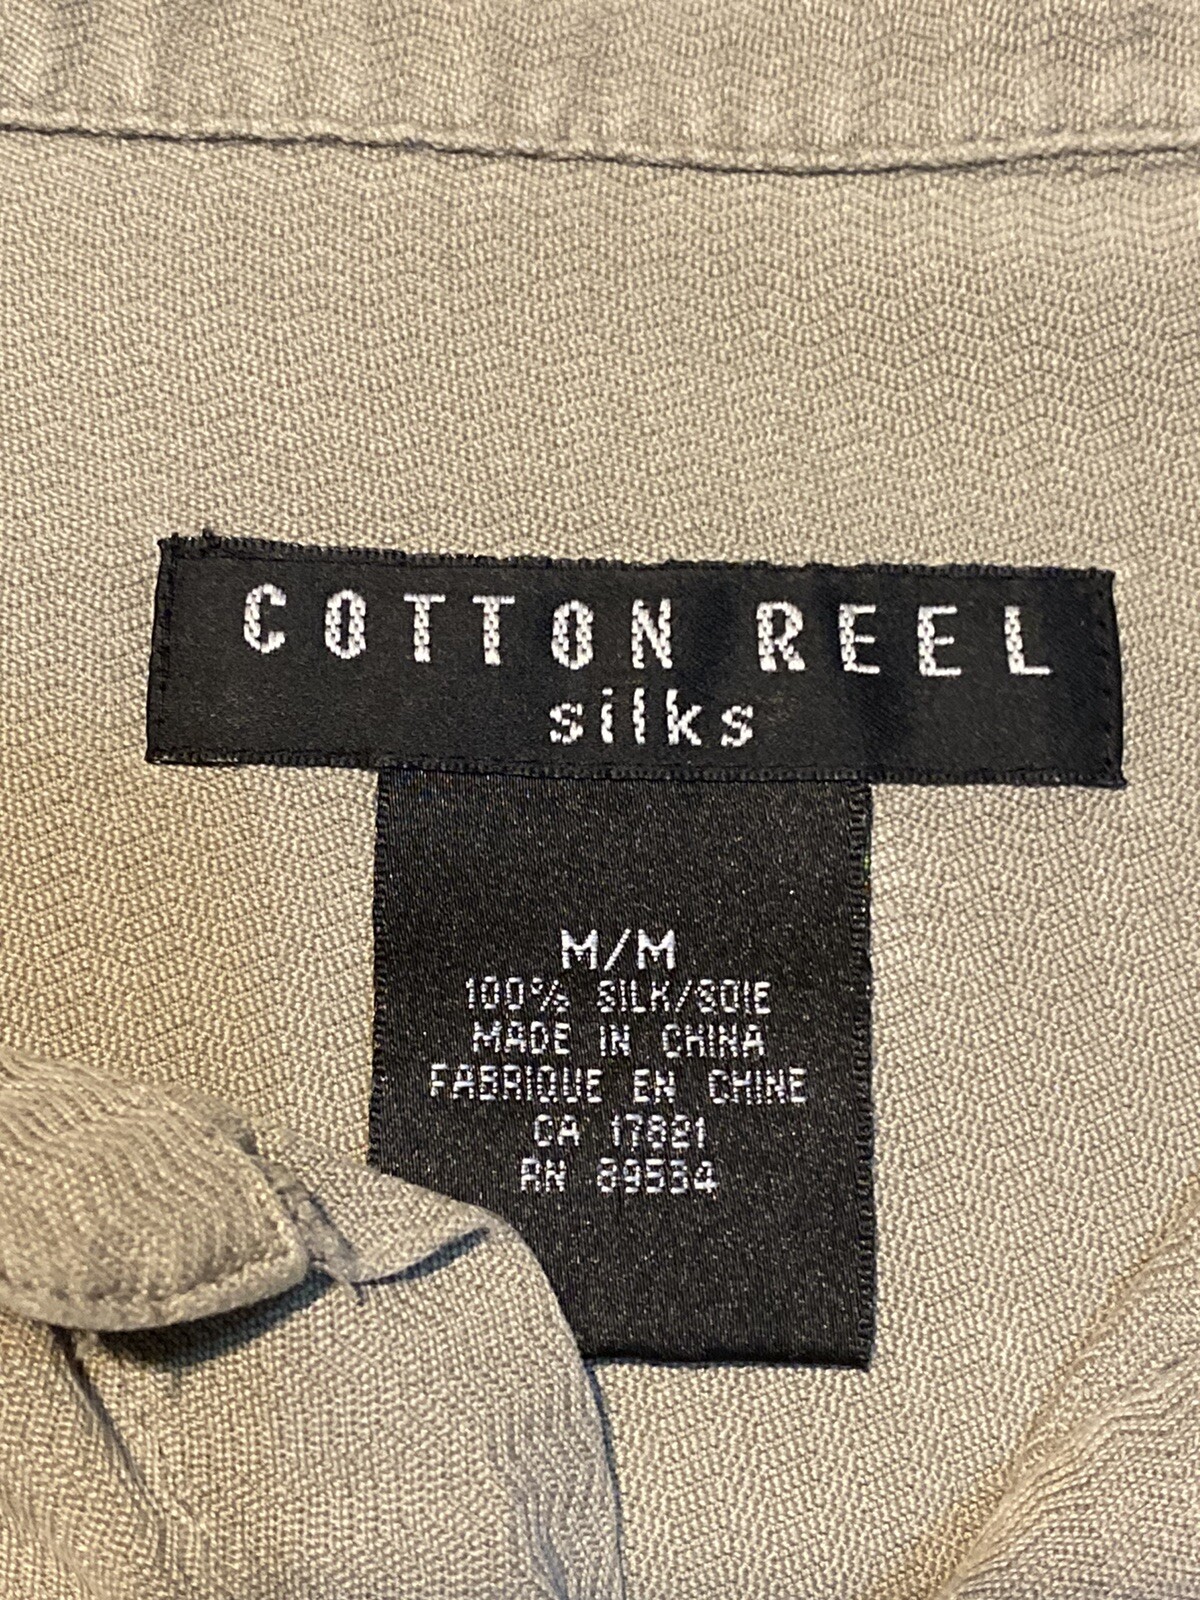 COTTON REEL
silks
M/M
100% SILK/SOIE
MADE IN CHINA
FABRIQUE EN CHINE
CA 17821
RN 89534